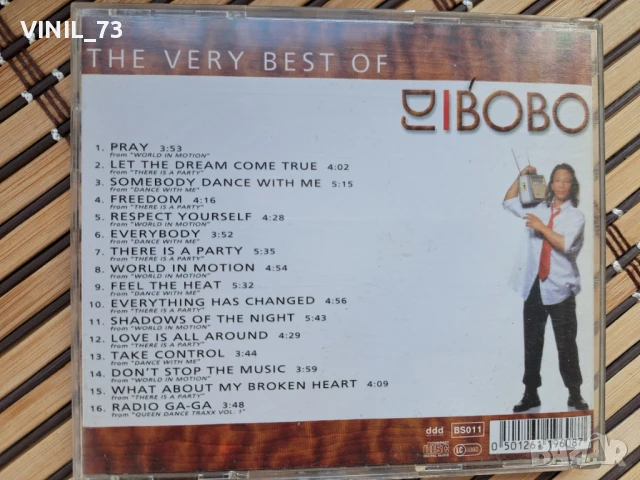 VINIL_73
THE VERY BEST OF
DJ BOBO
1. PRAY 3:53
from "WORLD IN MOTION"
2. LET THE DREAM COME TRUE 4:02
from "THERE IS A PARTY"
3. SOMEBODY DANCE WITH ME 5:15
from "DANCE WITH ME"
4. FREEDOM 4:16
from "THERE IS A PARTY"
5. RESPECT YOURSELF 4:28
from "WORLD IN MOTION"
6. EVERYBODY 3:52
from "DANCE WITH ME"
7. THERE IS A PARTY 5:35
from "THERE IS A PARTY"
8. WORLD IN MOTION 4:54
from "WORLD IN MOTION"
9. FEEL THE HEAT 5:32
from "DANCE WITH ME"
10. EVERYTHING HAS CHANGED 4:56
from "THERE IS A PARTY"
11. SHADOWS OF THE NIGHT 5:43
from "WORLD IN MOTION"
12. LOVE IS ALL AROUND 4:29
from "THERE IS A PARTY"
13. TAKE CONTROL 3:44
from "DANCE WITH ME"
14. DON'T STOP THE MUSIC 3:59
from "WORLD IN MOTION"
15. WHAT ABOUT MY BROKEN HEART 4:09
from "THERE IS A PARTY"
16. RADIO GA-GA 3:48
from "QUEEN DANCE TRAXX VOL. 1"
ddd BS011
COMPACT
DISC
DIGITAL AUDIO
LC
BAZAR
bg